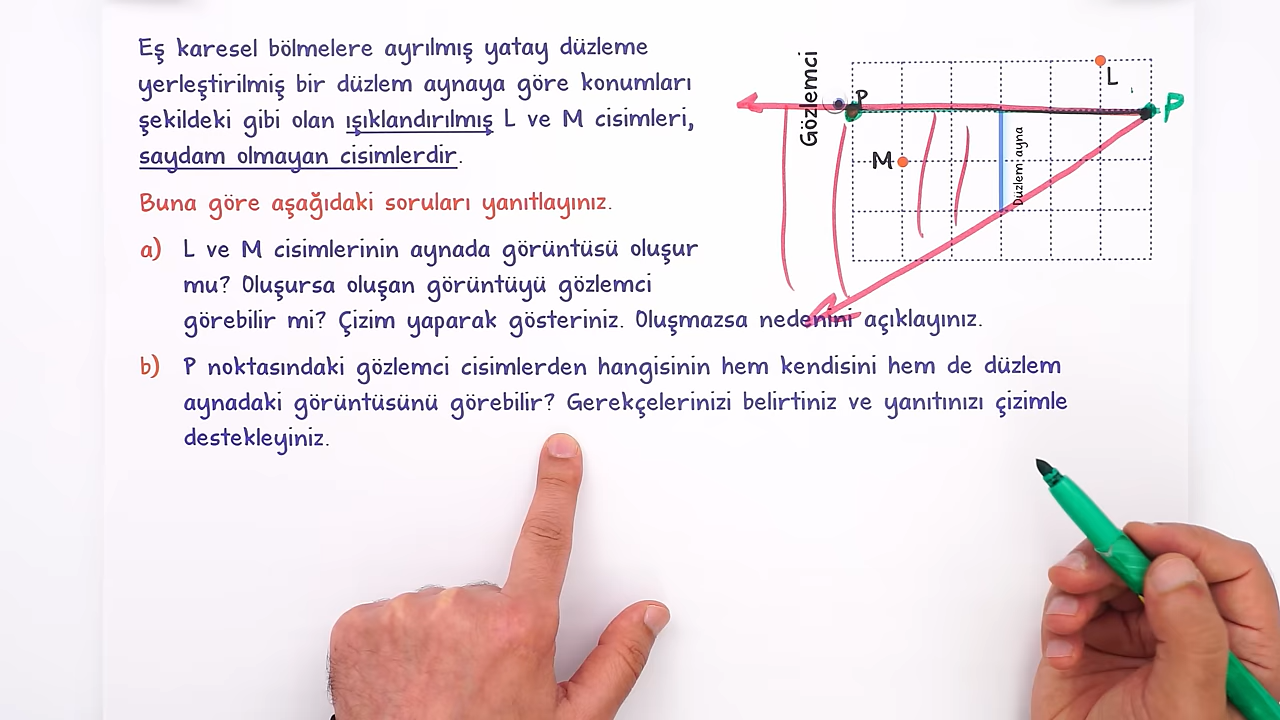 Eş karesel bölmelere ayrılmış yatay düzleme
yerleştirilmiş bir düzlem aynaya göre konumları
şekildeki gibi olan ışıklandırılmış L ve M cisimleri,
saydam olmayan cisimlerdir.
Buna göre aşağıdaki soruları yanıtlayınız.
a) L ve M cisimlerinin aynada görüntüsü oluşur
mu? Oluşursa oluşan görüntüyü gözlemci
görebilir mi? Çizim yaparak gösteriniz. Oluşmazsa nedenini açıklayınız.
b) P noktasındaki gözlemci cisimlerden hangisinin hem kendisini hem de düzlem
aynadaki görüntüsünü görebilir? Gerekçelerinizi belirtiniz ve yanıtınızı çizimle
destekleyiniz.
Gözlemci
P
L
P
M
Düzlem ayna